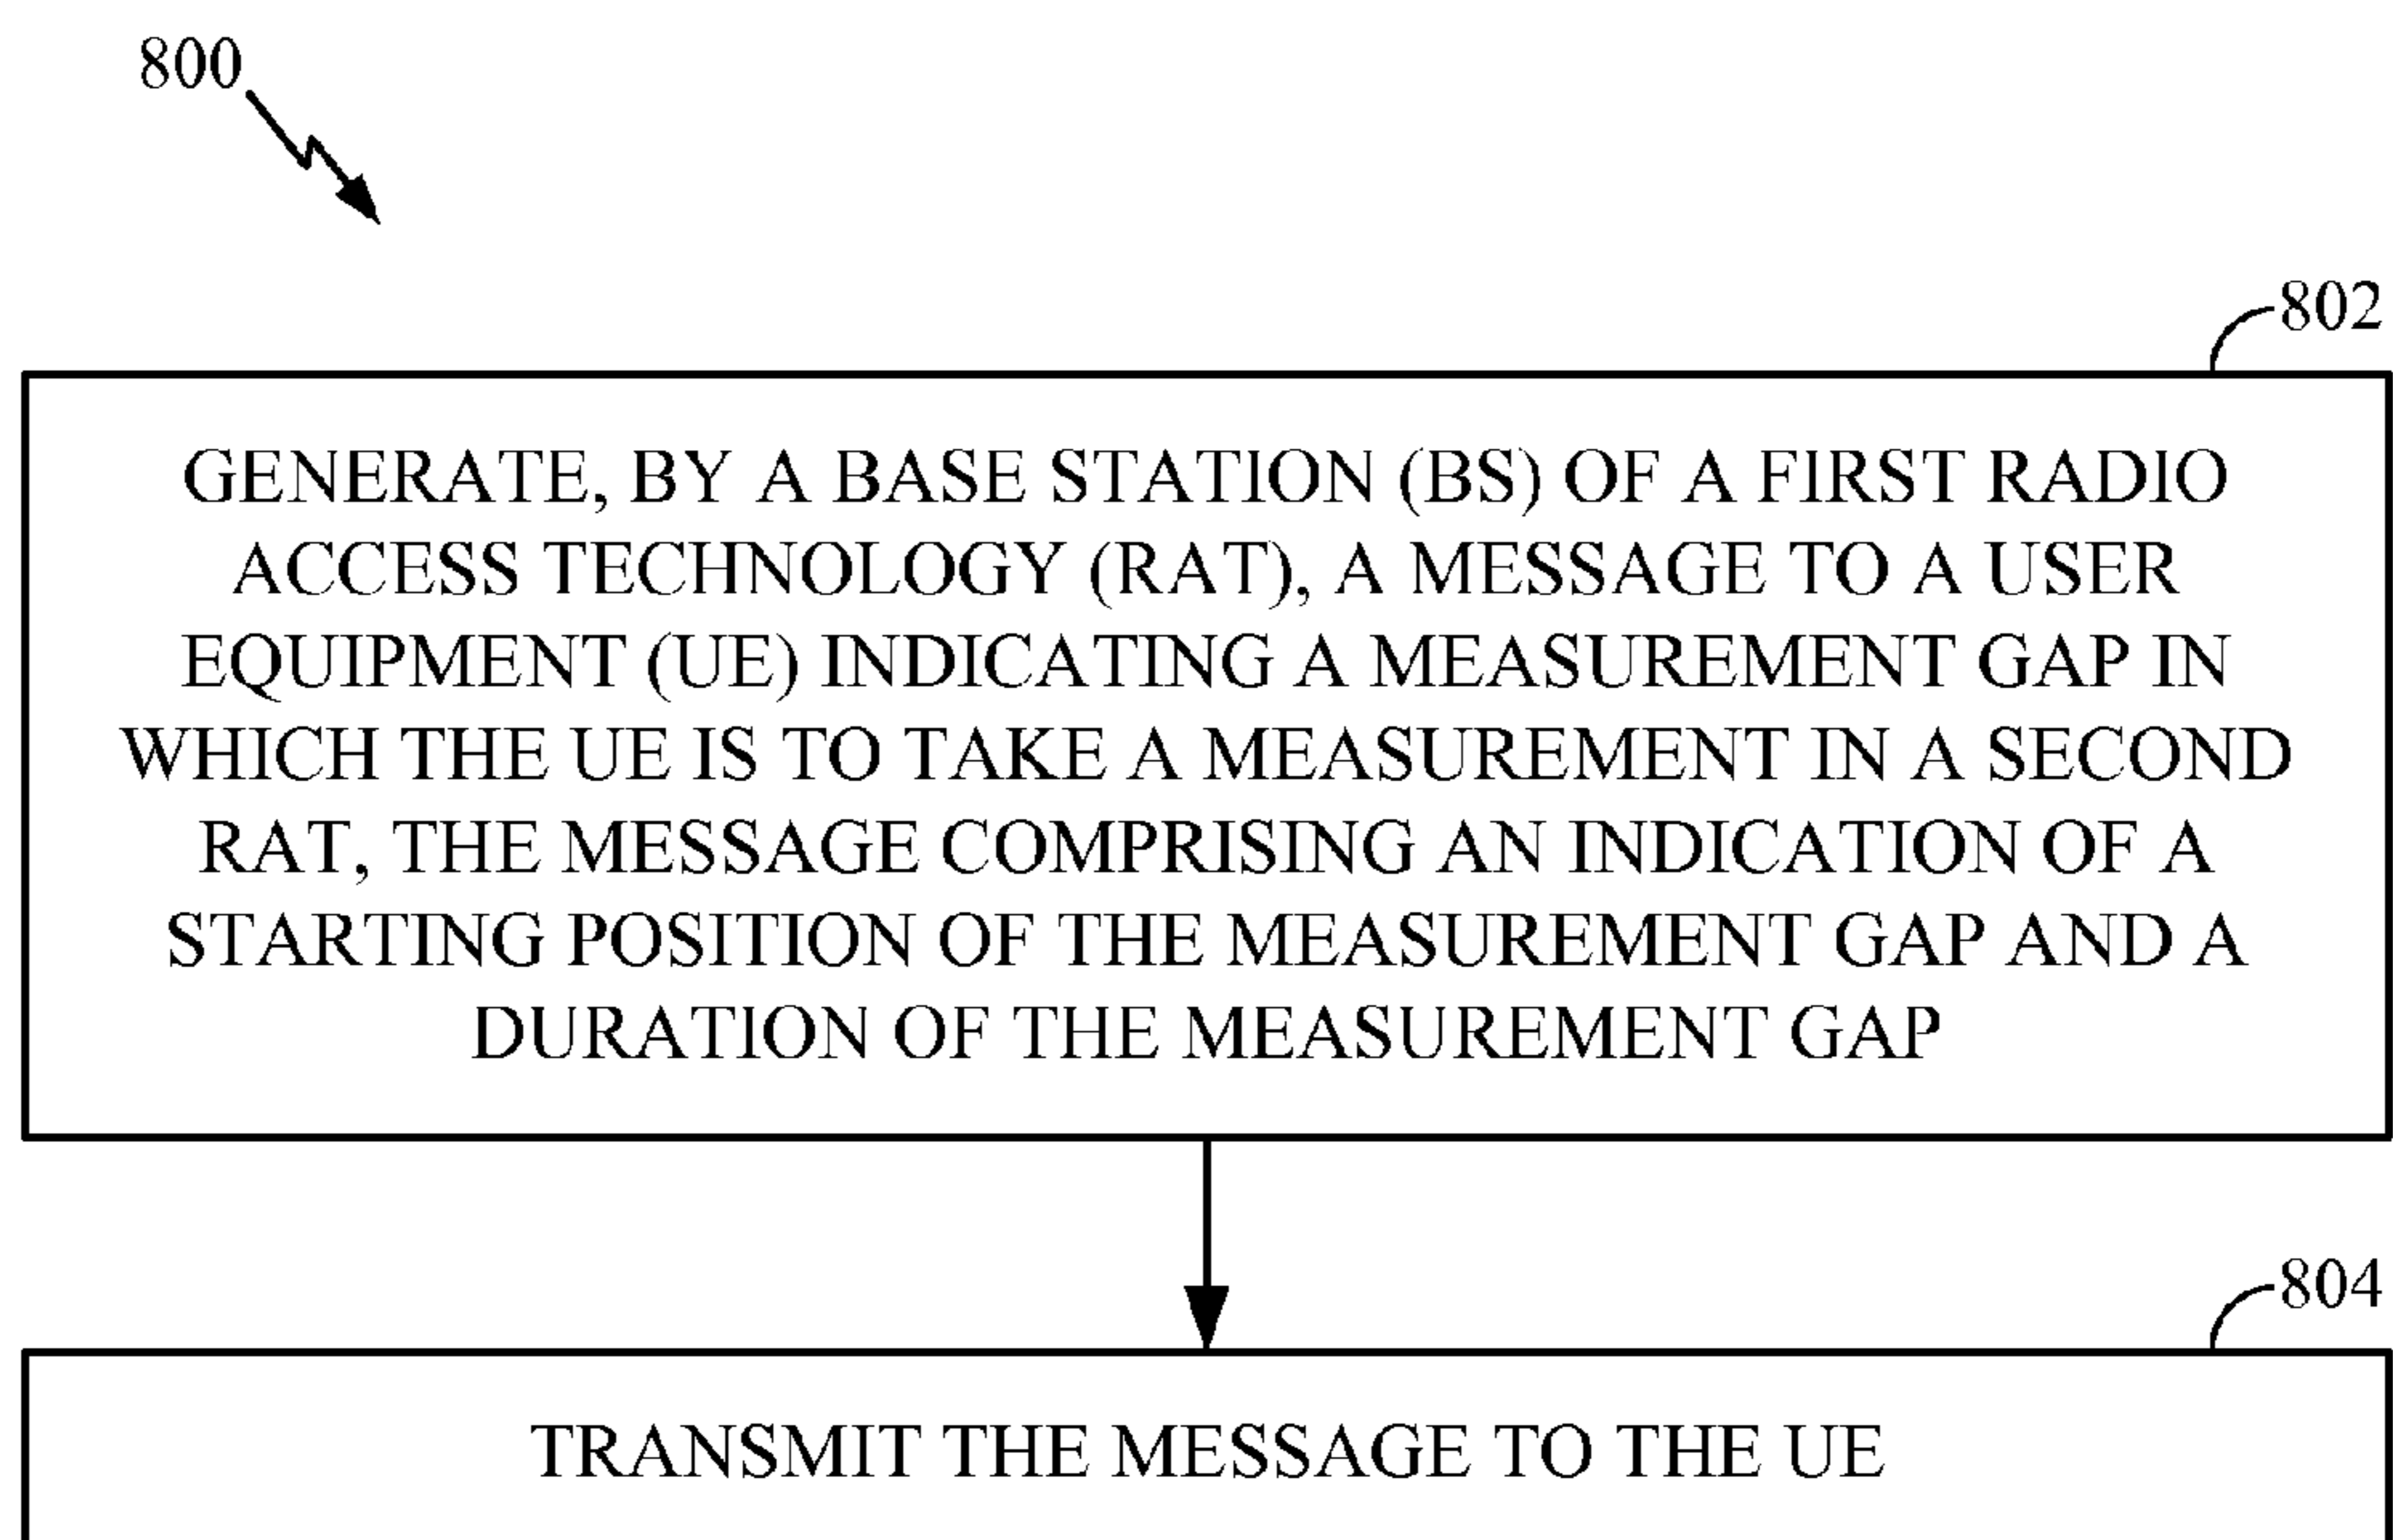 800
802
GENERATE, BY A BASE STATION (BS) OF A FIRST RADIO
ACCESS TECHNOLOGY (RAT), A MESSAGE TO A USER
EQUIPMENT (UE) INDICATING A MEASUREMENT GAP IN
WHICH THE UE IS TO TAKE A MEASUREMENT IN A SECOND
RAT, THE MESSAGE COMPRISING AN INDICATION OF A
STARTING POSITION OF THE MEASUREMENT GAP AND A
DURATION OF THE MEASUREMENT GAP
804
TRANSMIT THE MESSAGE TO THE UE